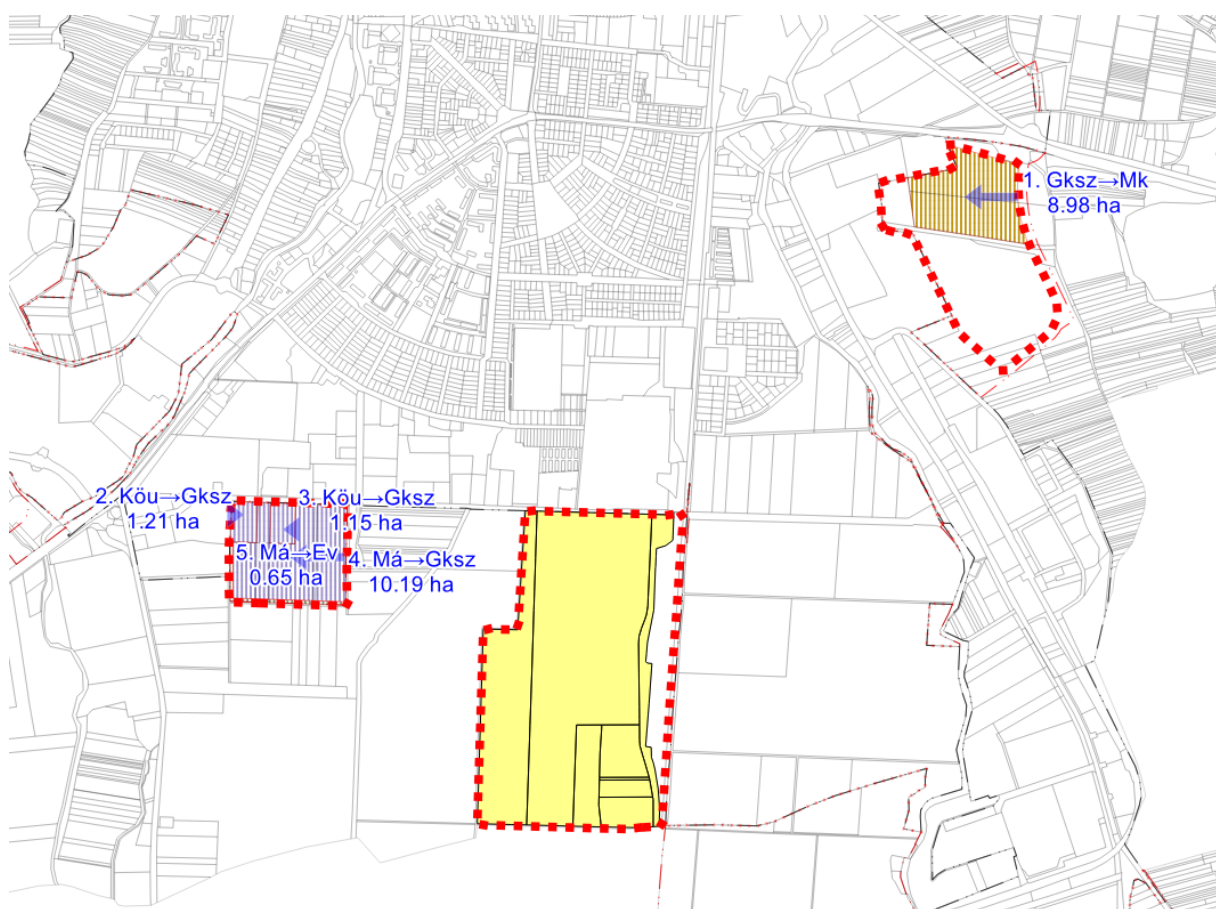 1. Gksz→Mk
8.98 ha
2. Köu→Gksz
1.21 ha
3. Köu→Gksz
1.15 ha
5. Má→Ev
0.65 ha
4. Má→Gksz
10.19 ha